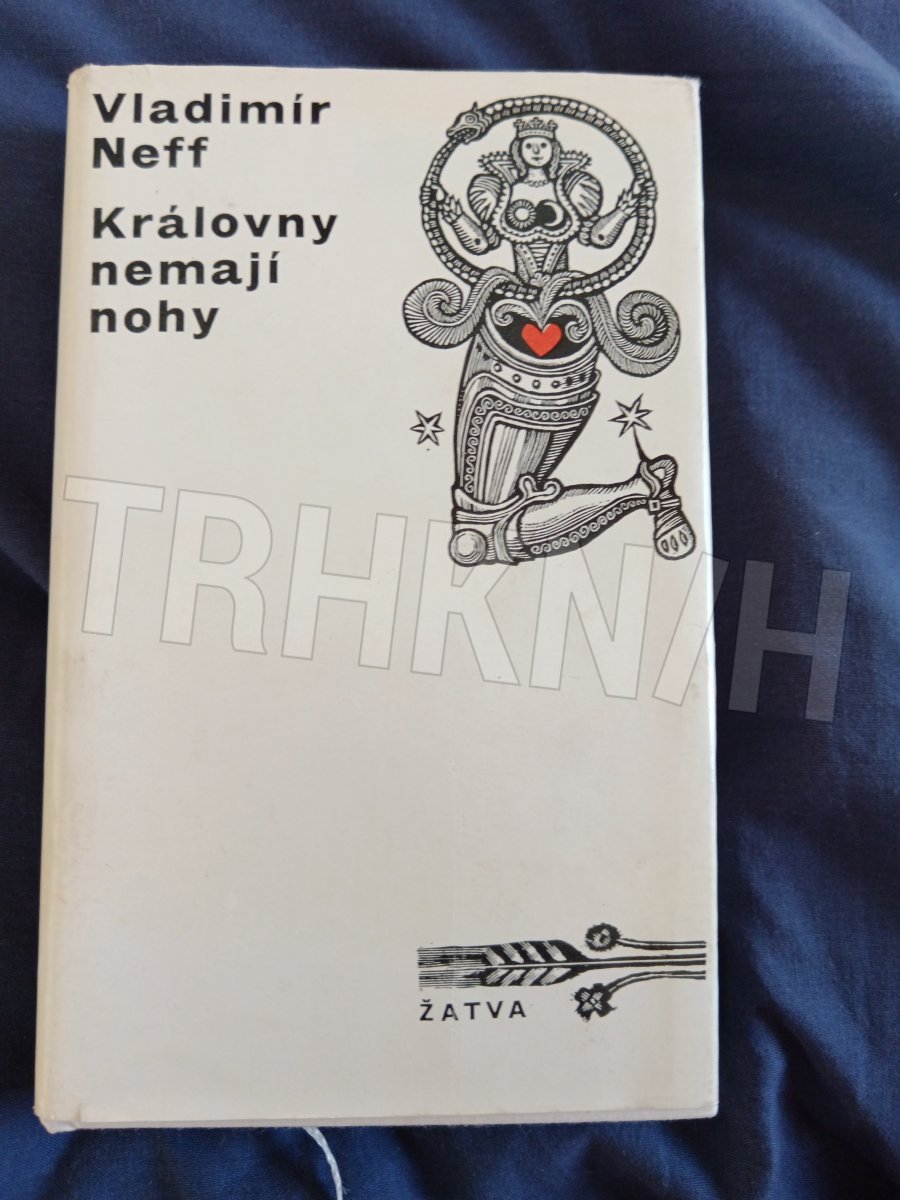 Vladimír
Neff
Královny
nemají
nohy
TRHKNIH
ŽATVA